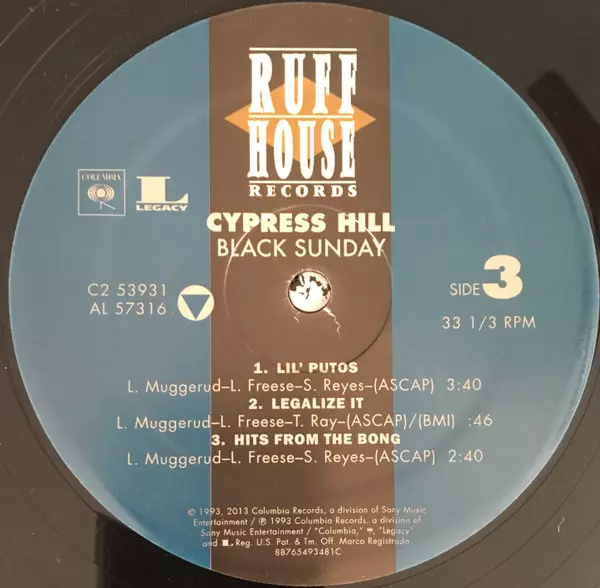 RUFF
HOUSE
RECORDS
COLUMBIA
L
LEGACY
CYPRESS HILL
BLACK SUNDAY
C2 53931
AL 57316
SIDE 3
33 1/3 RPM
1. LIL' PUTOS
L. Muggerud–L. Freese–S. Reyes–(ASCAP) 3:40
2. LEGALIZE IT
L. Muggerud–L. Freese–T. Ray–(ASCAP)/(BMI) :46
3. HITS FROM THE BONG
L. Muggerud–L. Freese–S. Reyes–(ASCAP) 2:40
© 1993, 2013 Columbia Records, a division of Sony Music
Entertainment / ℗ 1993 Columbia Records, a division of
Sony Music Entertainment / "Columbia," "Legacy"
and L Reg. U.S. Pat. & Tm. Off. Marca Registrada
88765493481C